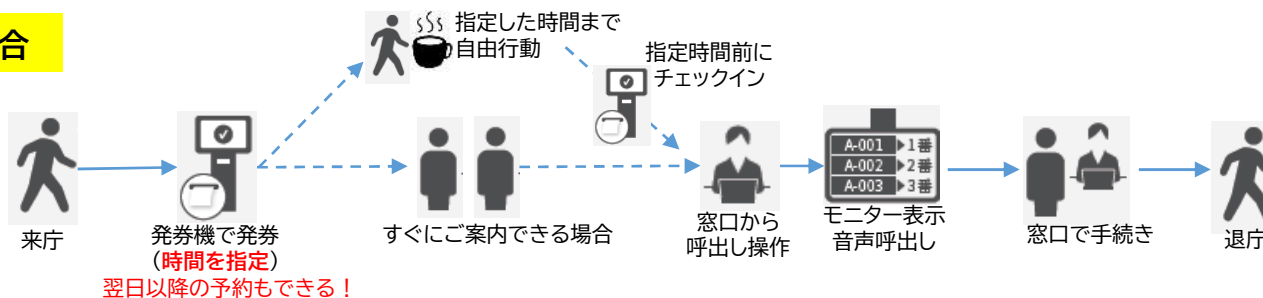 合
指定した時間まで
自由行動
指定時間前に
チェックイン
A-001 ▶1番
A-002 ▶2番
A-003 ▶3番
来庁
発券機で発券
（時間を指定）
翌日以降の予約もできる！
すぐにご案内できる場合
窓口から
呼出し操作
モニター表示
音声呼出し
窓口で手続き
退庁